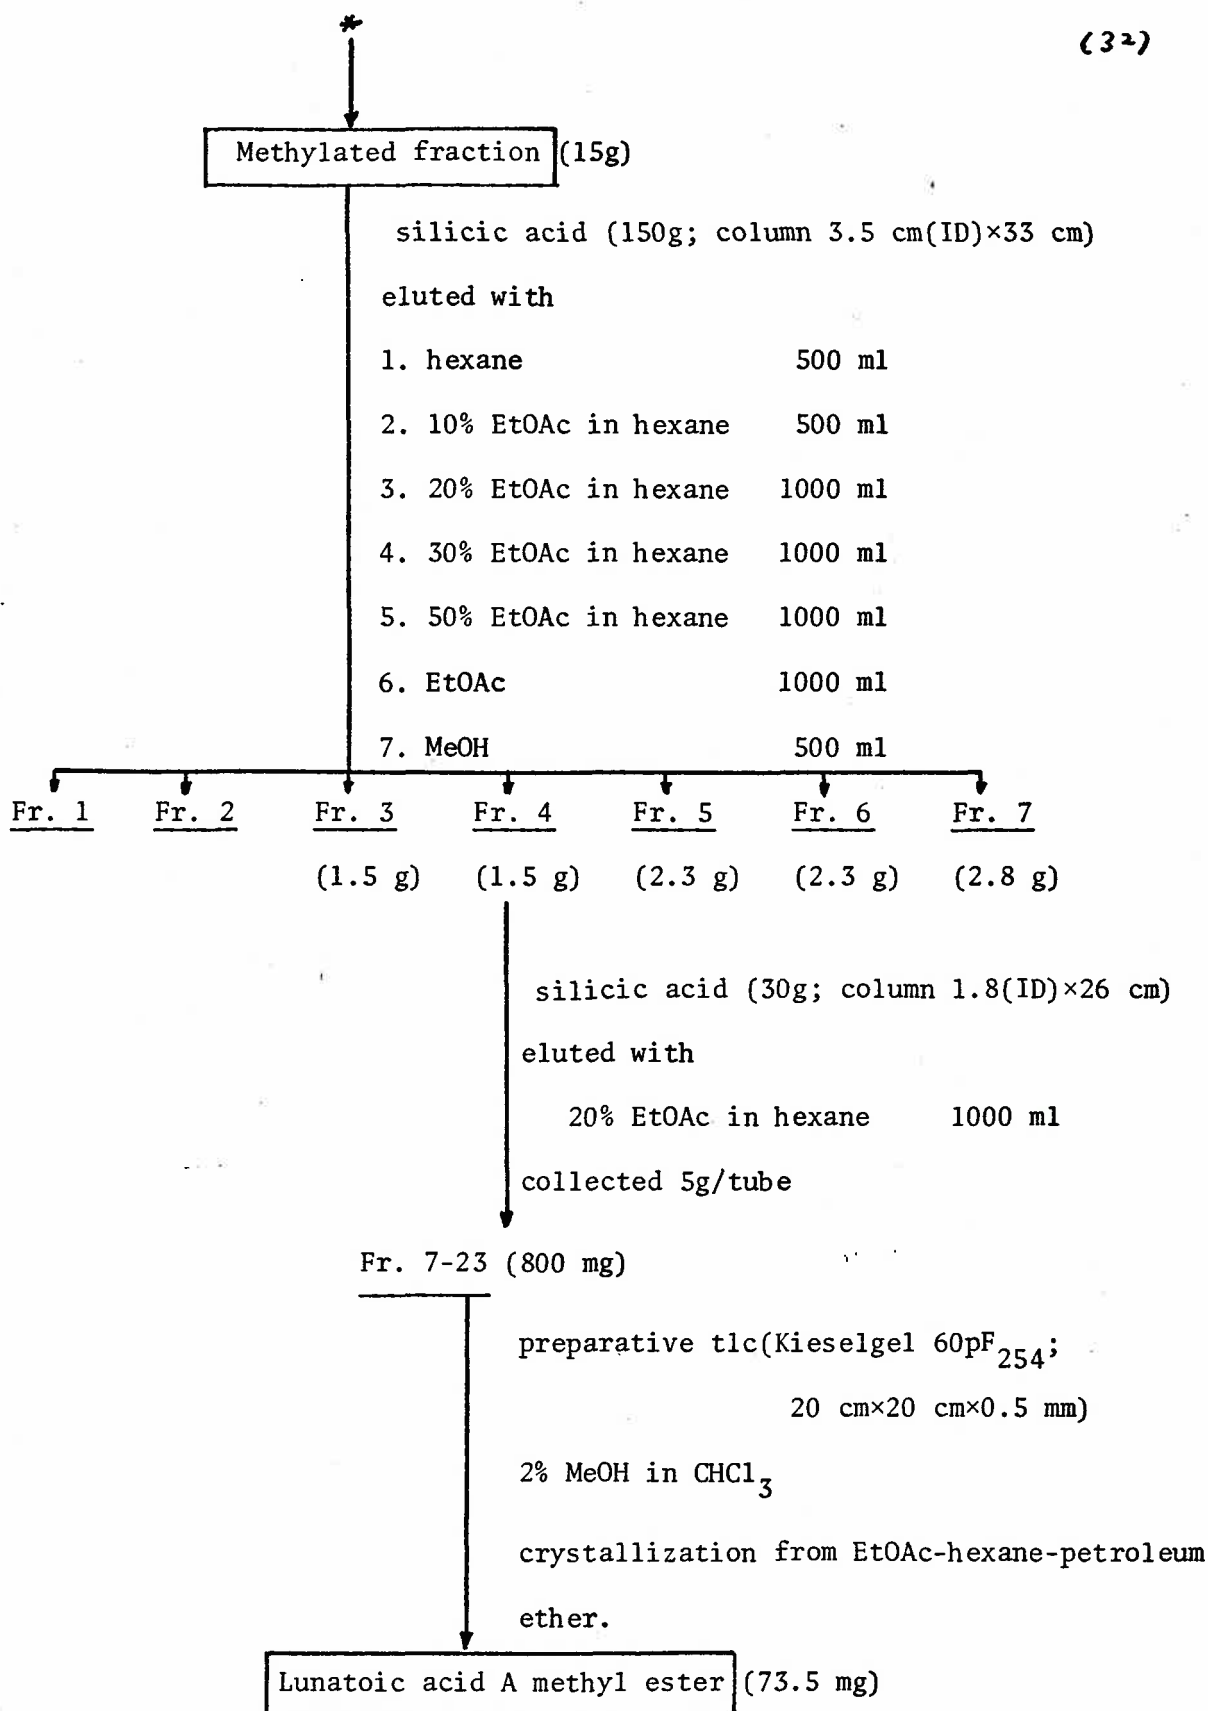 *
(32)
Methylated fraction (15g)
silicic acid (150g; column 3.5 cm(ID)×33 cm)
eluted with
1. hexane 500 ml
2. 10% EtOAc in hexane 500 ml
3. 20% EtOAc in hexane 1000 ml
4. 30% EtOAc in hexane 1000 ml
5. 50% EtOAc in hexane 1000 ml
6. EtOAc 1000 ml
7. MeOH 500 ml
Fr. 1 Fr. 2 Fr. 3 Fr. 4 Fr. 5 Fr. 6 Fr. 7
(1.5 g) (1.5 g) (2.3 g) (2.3 g) (2.8 g)
silicic acid (30g; column 1.8(ID)×26 cm)
eluted with
20% EtOAc in hexane 1000 ml
collected 5g/tube
Fr. 7-23 (800 mg)
preparative tlc(Kieselgel 60pF254;
20 cm×20 cm×0.5 mm)
2% MeOH in CHCl3
crystallization from EtOAc-hexane-petroleum
ether.
Lunatoic acid A methyl ester (73.5 mg)